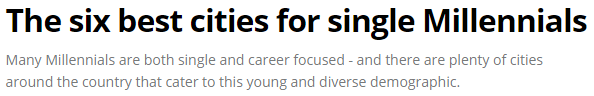 The six best cities for single Millennials
Many Millennials are both single and career focused - and there are plenty of cities
around the country that cater to this young and diverse demographic.